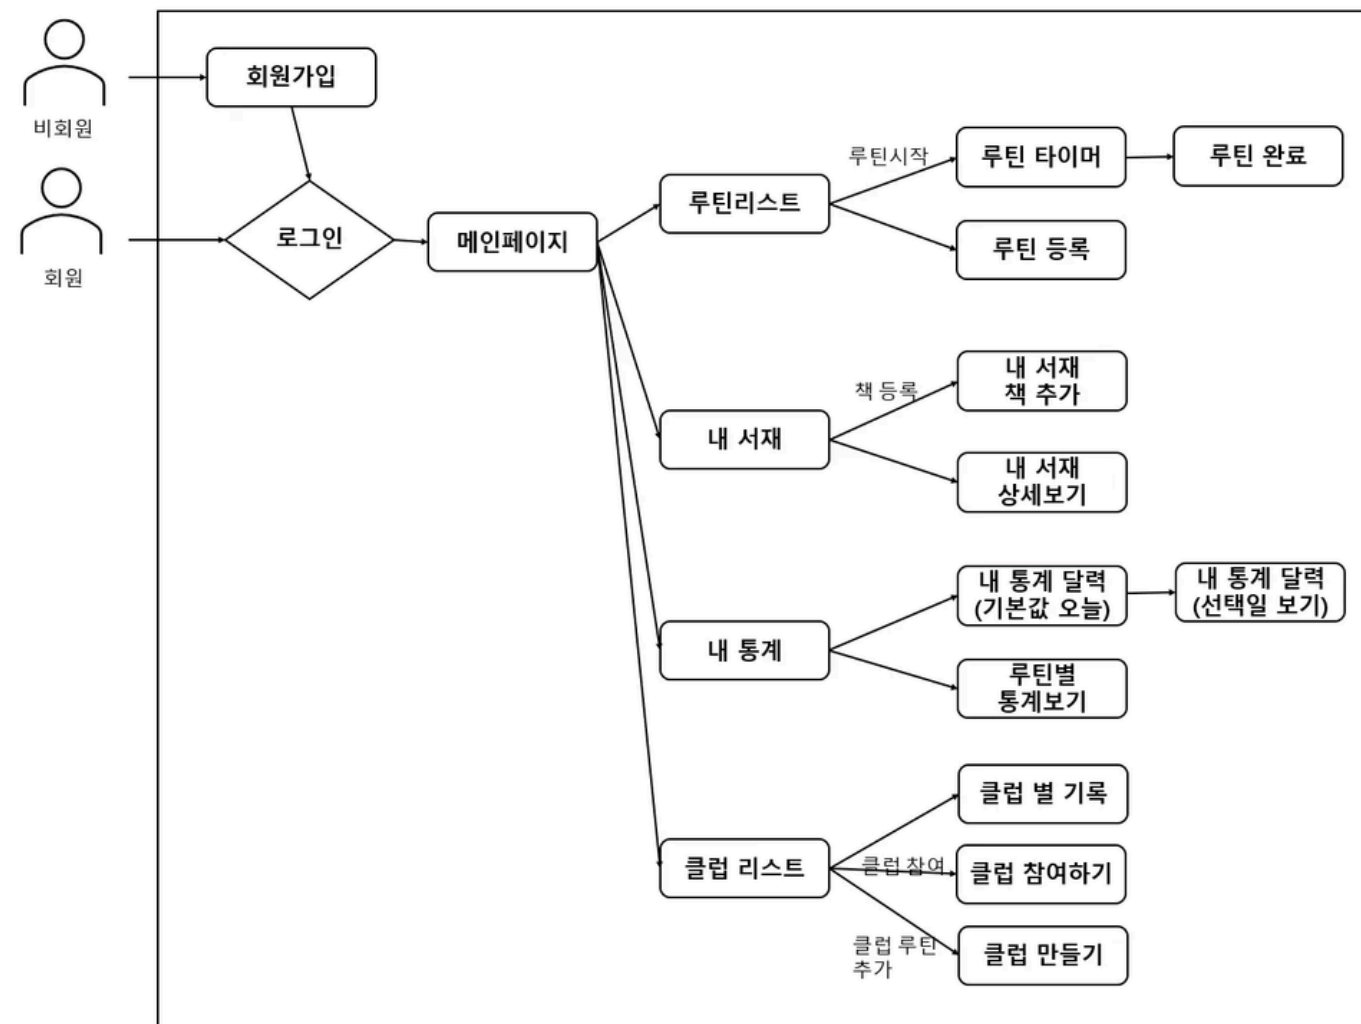 회원가입
비회원
로그인
회원
메인페이지
루틴리스트
루틴시작
루틴 타이머
루틴 완료
루틴 등록
내 서재
책 등록
내 서재
책 추가
내 서재
상세보기
내 통계
내 통계 달력
(기본값 오늘)
내 통계 달력
(선택일 보기)
루틴별
통계보기
클럽 리스트
클럽 별 기록
클럽 참여
클럽 참여하기
클럽 루틴
추가
클럽 만들기